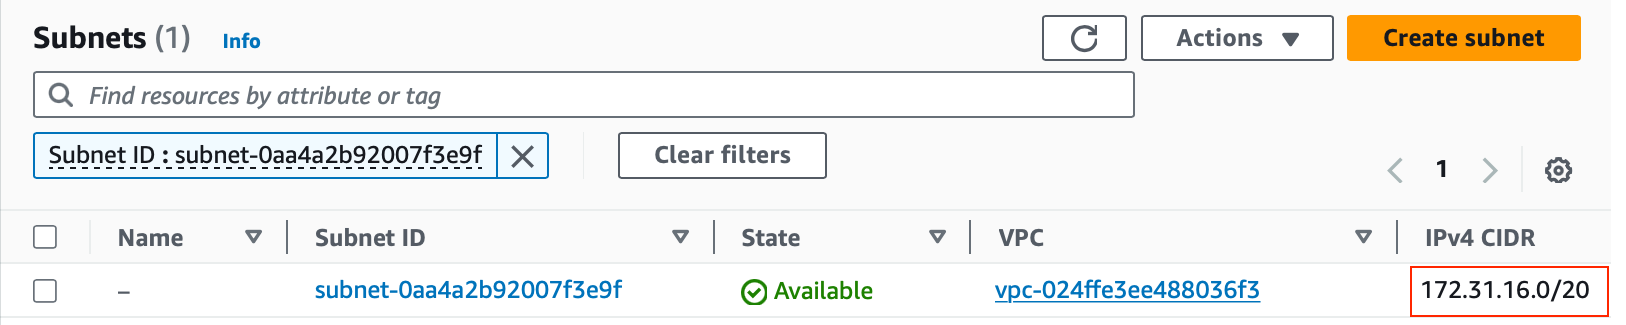 Subnets (1) Info
Actions
Create subnet
Find resources by attribute or tag
Subnet ID : subnet-0aa4a2b92007f3e9f
Clear filters
1
Name Subnet ID State VPC IPv4 CIDR
– subnet-0aa4a2b92007f3e9f Available vpc-024ffe3ee488036f3 172.31.16.0/20